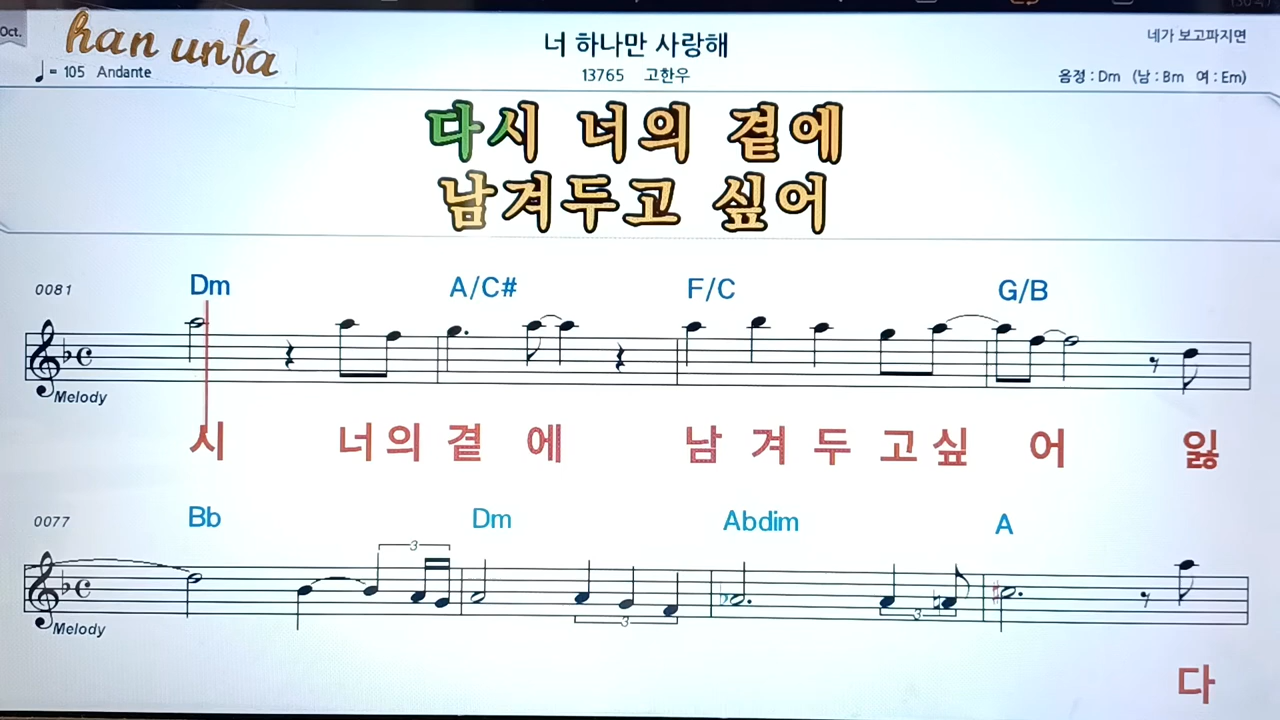 Oct.
han unfa
너 하나만 사랑해
네가 보고파지면
♩= 105 Andante
13765 고한우
음정 : Dm (남 : Bm 여 : Em)
다시 너의 곁에
남겨두고 싶어
0081 Dm A/C# F/C G/B
Melody
시 너의 곁 에 남 겨 두 고 싶 어 잃
0077 Bb Dm Abdim A
3 3 3
Melody
다